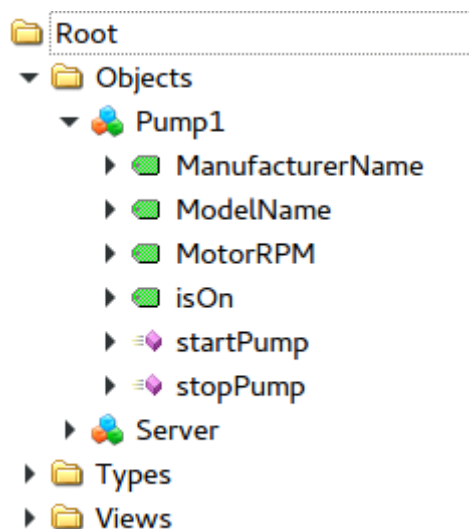 Root
Objects
Pump1
ManufacturerName
ModelName
MotorRPM
isOn
startPump
stopPump
Server
Types
Views